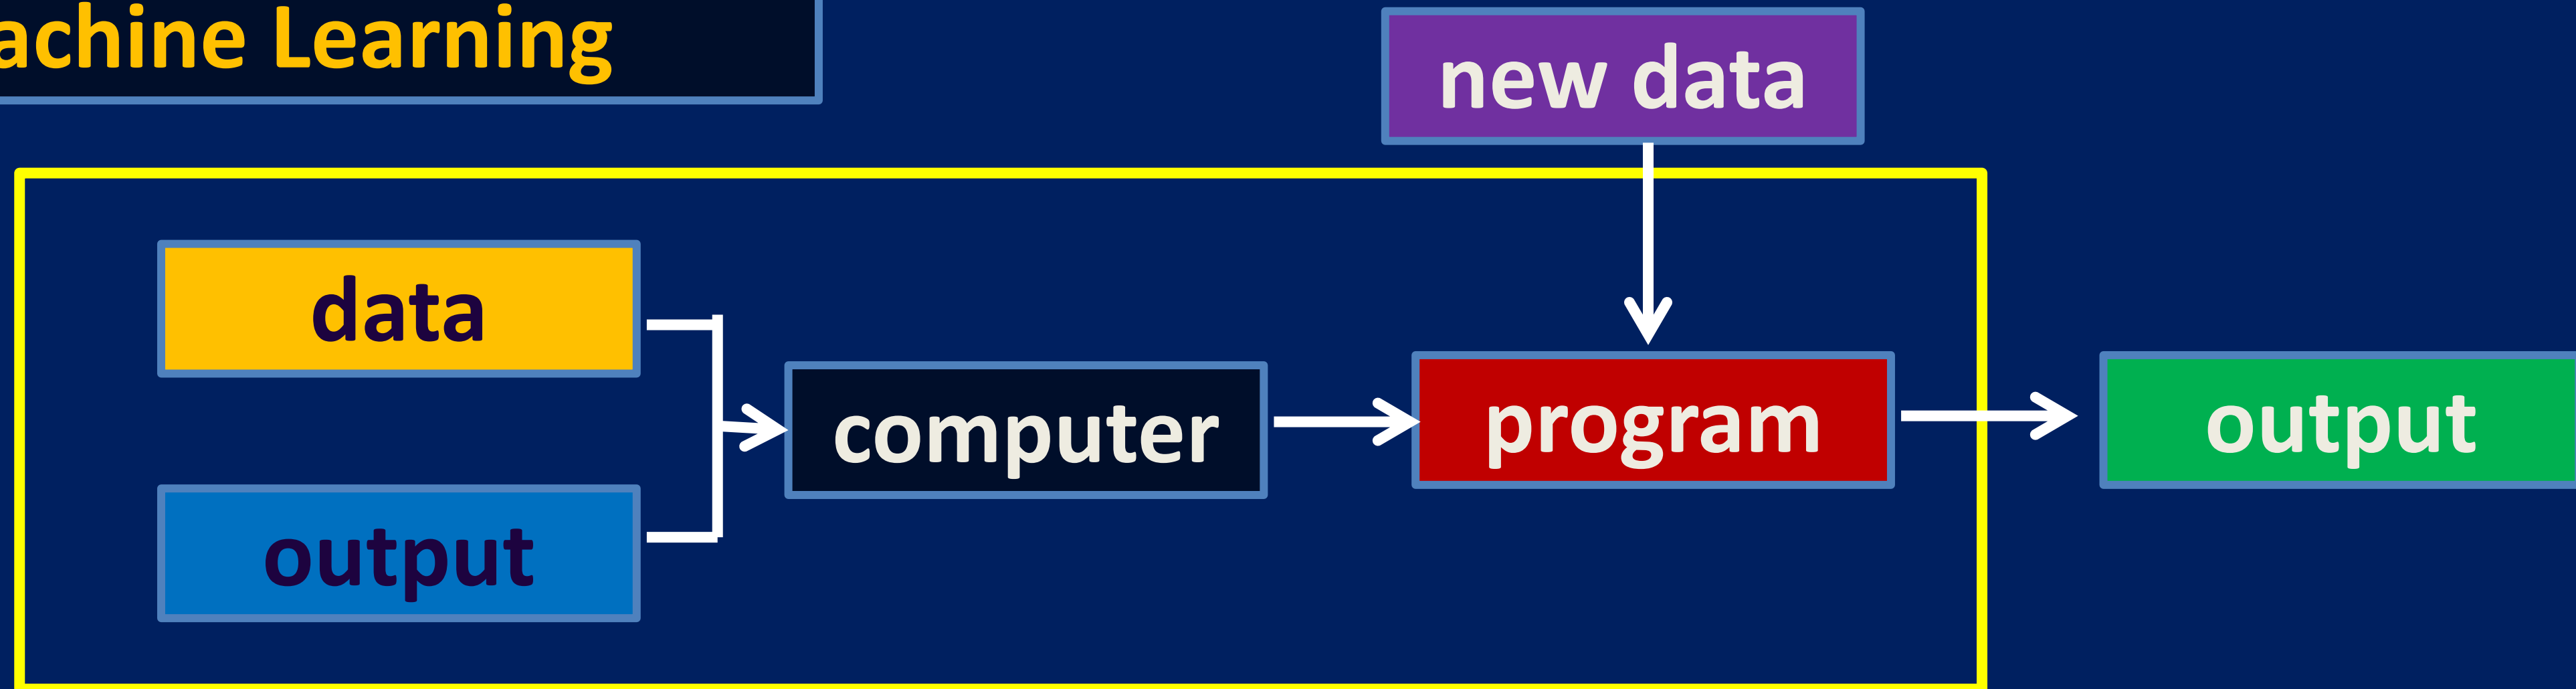 achine Learning
new data
data
computer
program
output
output